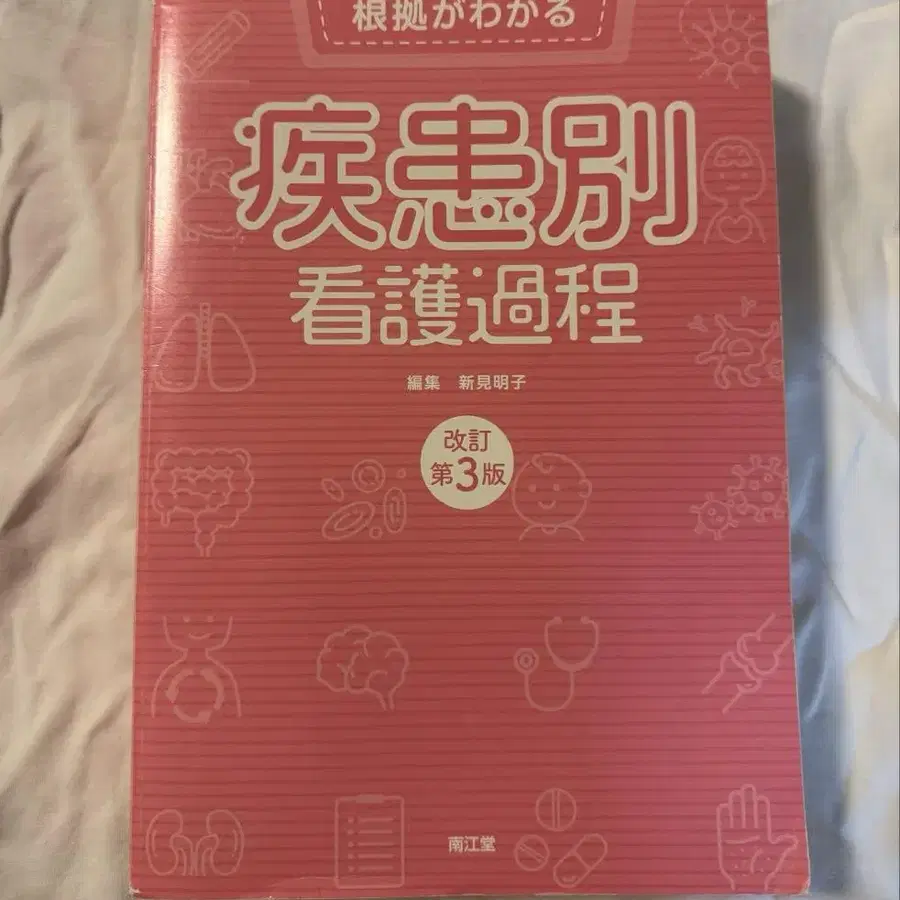 根拠がわかる
疾患別
看護過程
編集 新見明子
改訂
第3版
南江堂